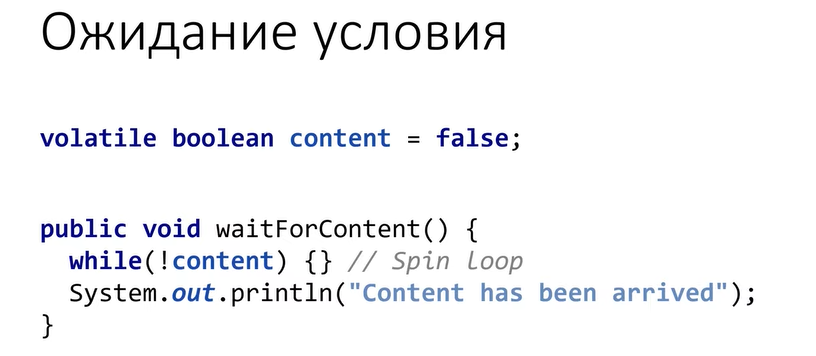 Ожидание условия
volatile boolean content = false;
public void waitForContent() {
while(!content) {} // Spin loop
System.out.println("Content has been arrived");
}